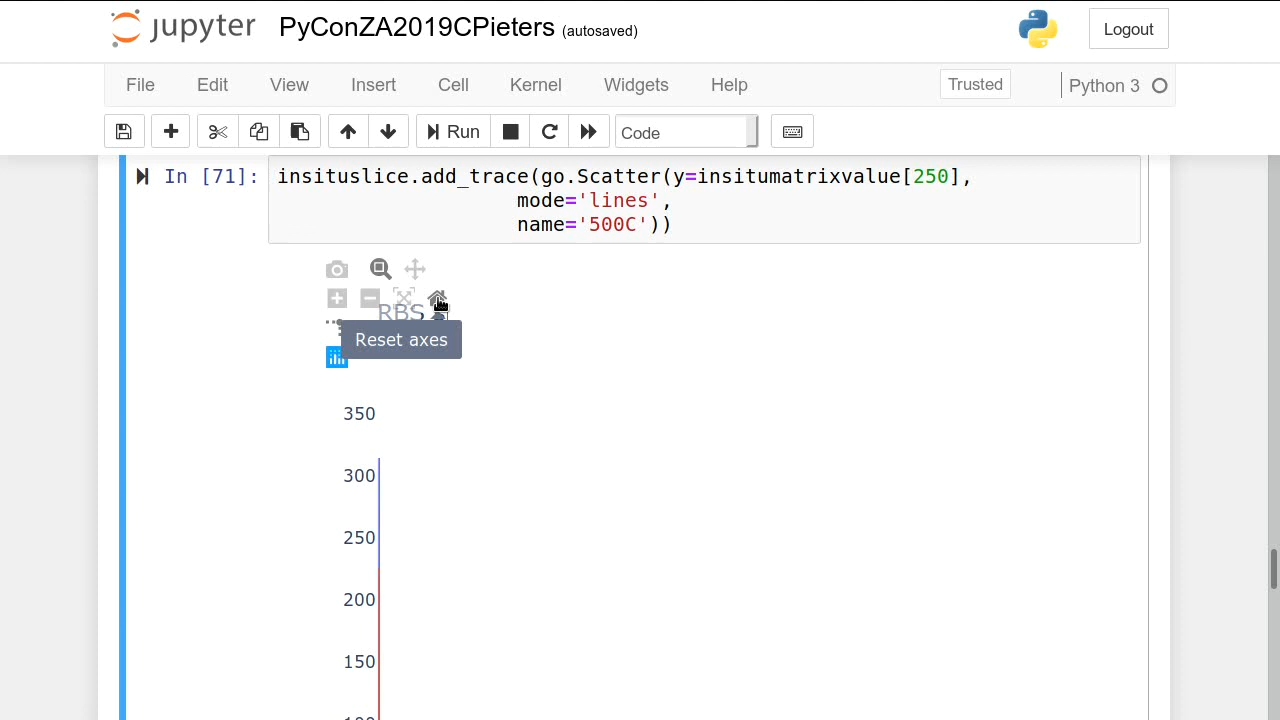 jupyter PyConZA2019CPieters (autosaved) Logout
File Edit View Insert Cell Kernel Widgets Help Trusted Python 3
Run Code
In [71]: insituslice.add_trace(go.Scatter(y=insitumatrixvalue[250],
mode='lines',
name='500C'))
RBS
Reset axes
350
300
250
200
150